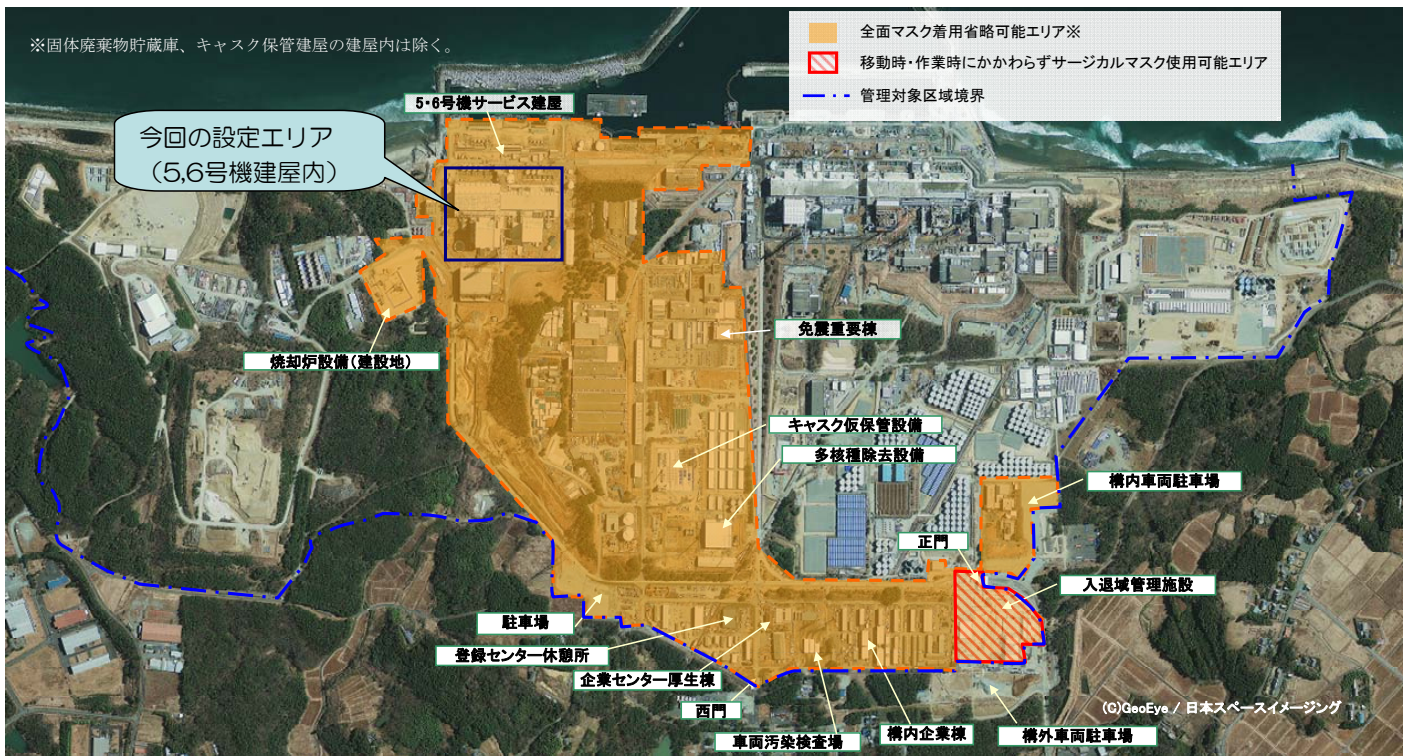 ※固体廃棄物貯蔵庫、キャスク保管建屋の建屋内は除く。
全面マスク着用省略可能エリア※
移動時・作業時にかかわらずサージカルマスク使用可能エリア
管理対象区域境界
5・6号機サービス建屋
今回の設定エリア
（5,6号機建屋内）
免震重要棟
焼却炉設備(建設地)
キャスク仮保管設備
多核種除去設備
構内車両駐車場
正門
入退域管理施設
駐車場
登録センター休憩所
企業センター厚生棟
西門
車両汚染検査場
構内企業棟
構外車両駐車場
(C)GeoEye / 日本スペースイメージング